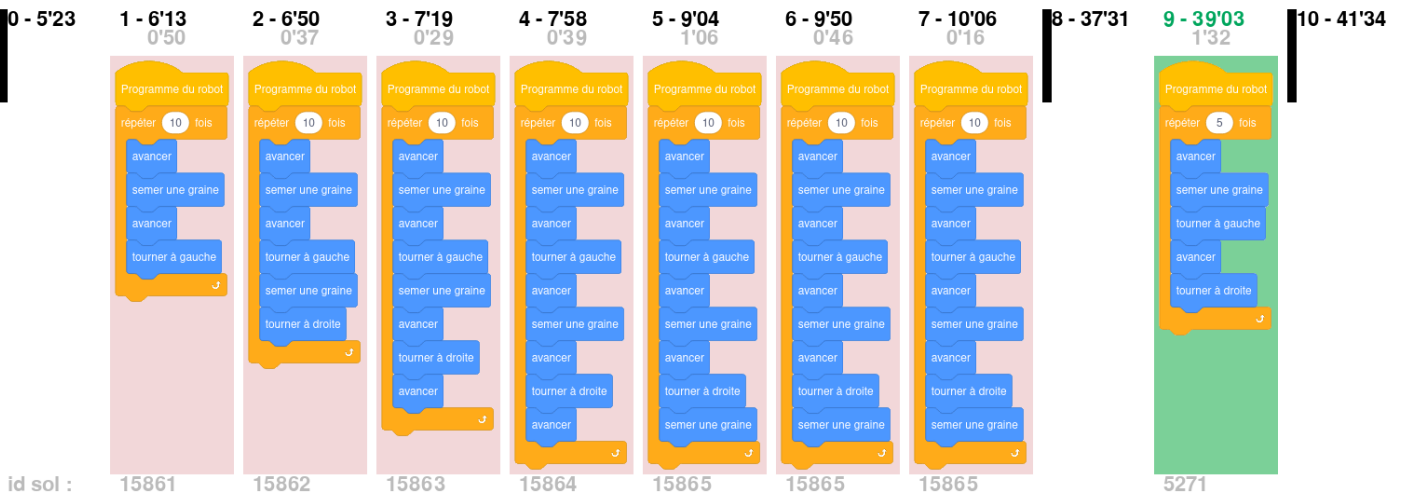 0 - 5'23
1 - 6'13
2 - 6'50
3 - 7'19
4 - 7'58
5 - 9'04
6 - 9'50
7 - 10'06
8 - 37'31
9 - 39'03
10 - 41'34
0'50
0'37
0'29
0'39
1'06
0'46
0'16
1'32
Programme du robot
répéter 10 fois
avancer
semer une graine
avancer
tourner à gauche
Programme du robot
répéter 10 fois
avancer
semer une graine
avancer
tourner à gauche
semer une graine
tourner à droite
Programme du robot
répéter 10 fois
avancer
semer une graine
avancer
tourner à gauche
semer une graine
avancer
tourner à droite
avancer
Programme du robot
répéter 10 fois
avancer
semer une graine
avancer
tourner à gauche
avancer
semer une graine
avancer
tourner à droite
avancer
Programme du robot
répéter 10 fois
avancer
semer une graine
avancer
tourner à gauche
avancer
semer une graine
avancer
tourner à droite
semer une graine
Programme du robot
répéter 10 fois
avancer
semer une graine
avancer
tourner à gauche
avancer
semer une graine
avancer
tourner à droite
semer une graine
Programme du robot
répéter 10 fois
avancer
semer une graine
avancer
tourner à gauche
avancer
semer une graine
avancer
tourner à droite
semer une graine
Programme du robot
répéter 5 fois
avancer
semer une graine
tourner à gauche
avancer
tourner à droite
id sol :
15861
15862
15863
15864
15865
15865
15865
5271